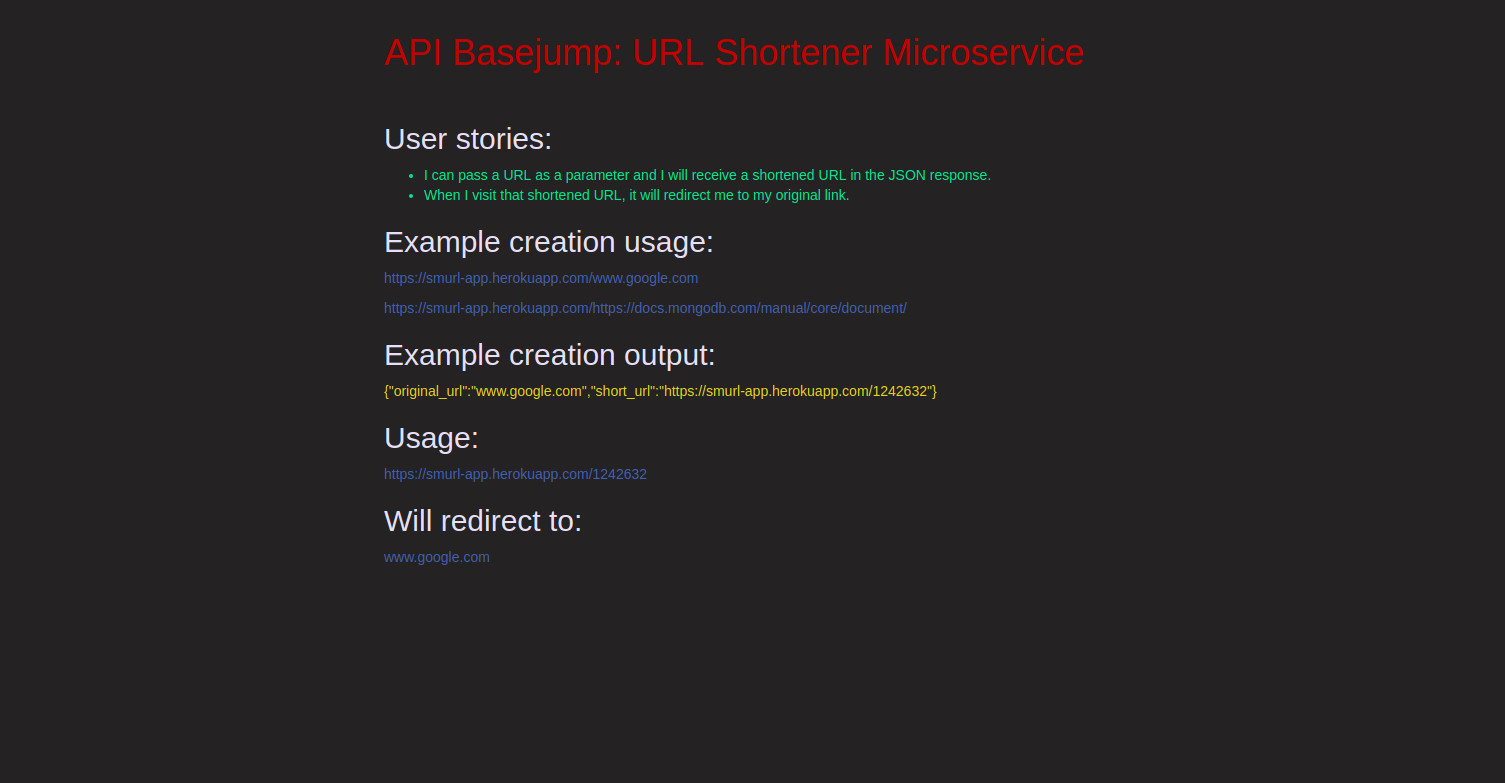 API Basejump: URL Shortener Microservice
User stories:
I can pass a URL as a parameter and I will receive a shortened URL in the JSON response.
When I visit that shortened URL, it will redirect me to my original link.
Example creation usage:
https://smurl-app.herokuapp.com/www.google.com
https://smurl-app.herokuapp.com/https://docs.mongodb.com/manual/core/document/
Example creation output:
{"original_url":"www.google.com","short_url":"https://smurl-app.herokuapp.com/1242632"}
Usage:
https://smurl-app.herokuapp.com/1242632
Will redirect to:
www.google.com